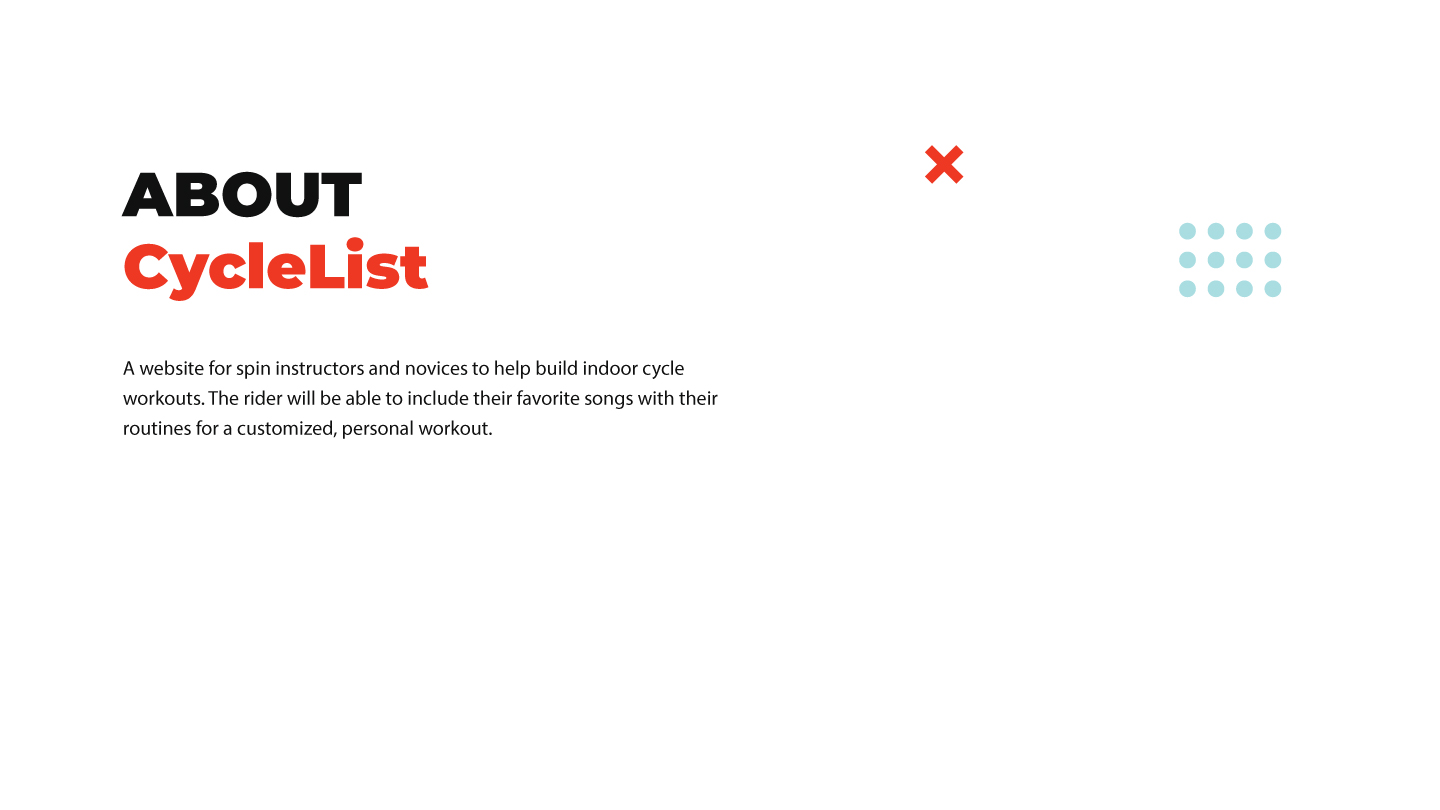 ABOUT
CycleList
A website for spin instructors and novices to help build indoor cycle
workouts. The rider will be able to include their favorite songs with their
routines for a customized, personal workout.